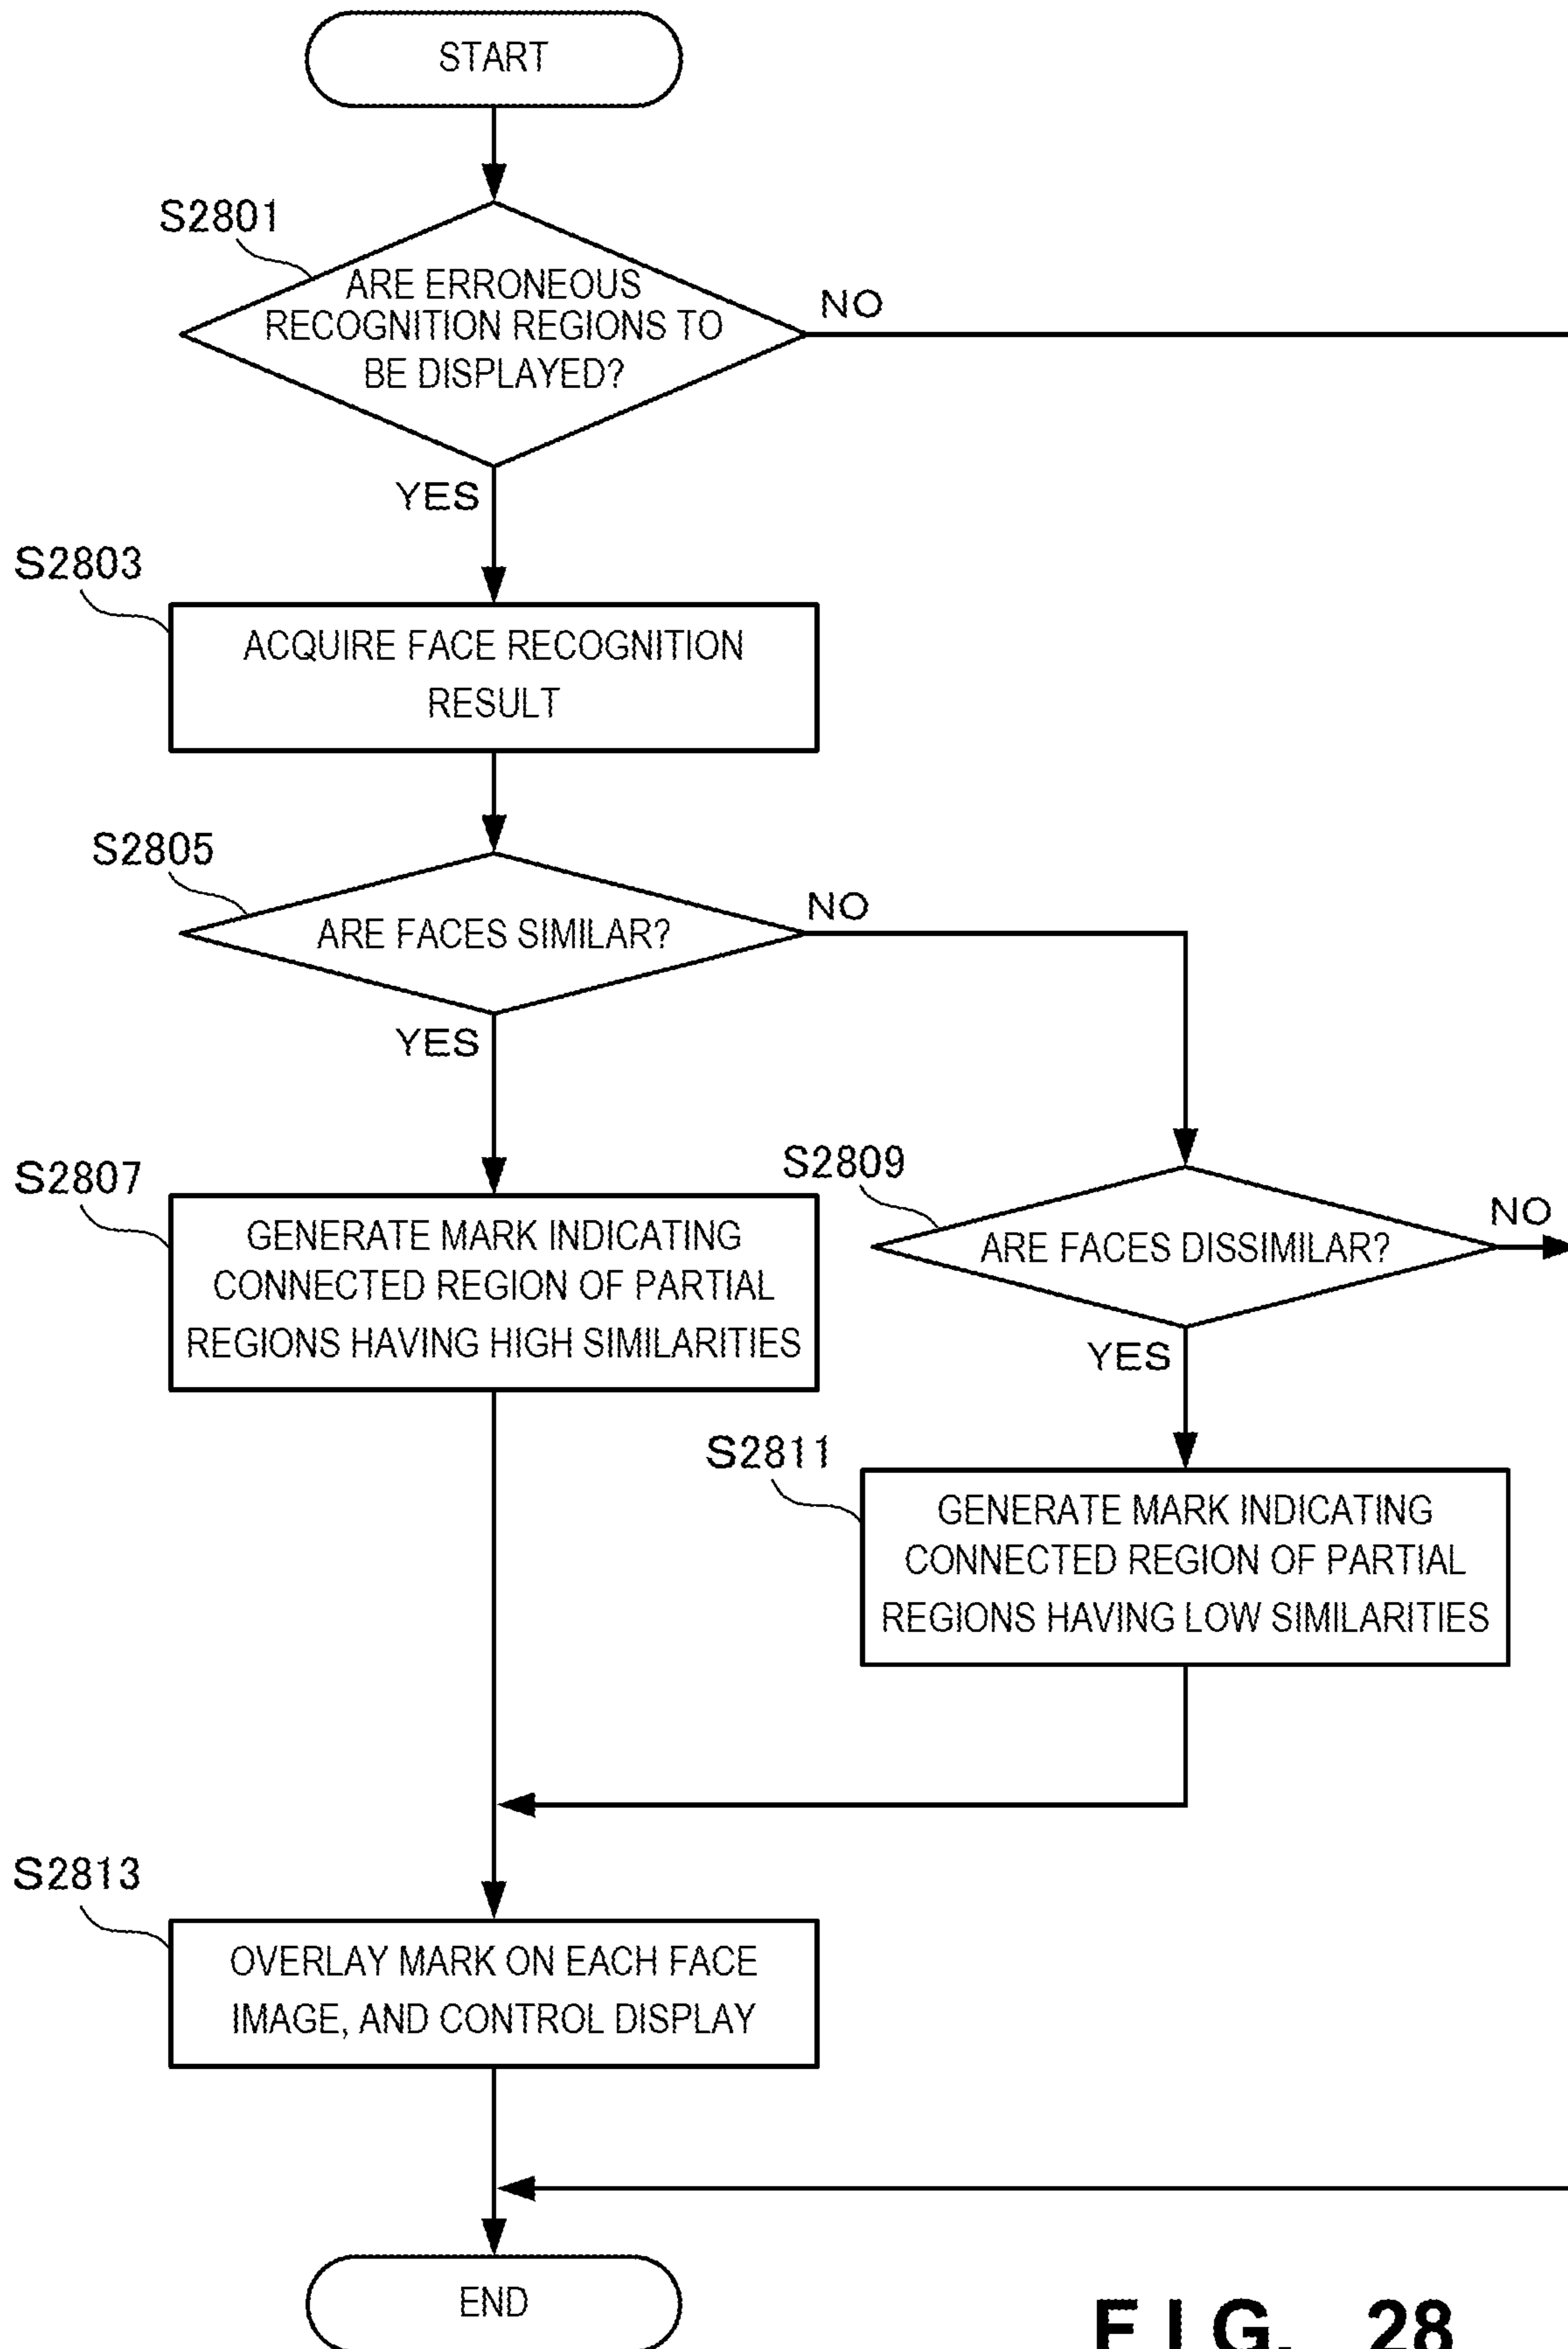 START
S2801
ARE ERRONEOUS
RECOGNITION REGIONS TO
BE DISPLAYED?
NO
YES
S2803
ACQUIRE FACE RECOGNITION
RESULT
S2805
ARE FACES SIMILAR?
NO
YES
S2807
GENERATE MARK INDICATING
CONNECTED REGION OF PARTIAL
REGIONS HAVING HIGH SIMILARITIES
S2809
ARE FACES DISSIMILAR?
NO
YES
S2811
GENERATE MARK INDICATING
CONNECTED REGION OF PARTIAL
REGIONS HAVING LOW SIMILARITIES
S2813
OVERLAY MARK ON EACH FACE
IMAGE, AND CONTROL DISPLAY
END
FIG. 28